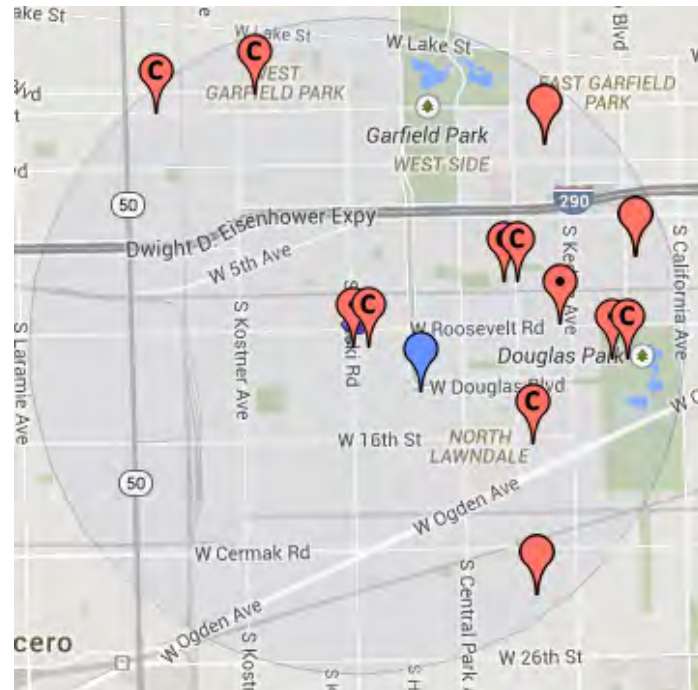 ake St
W Lake St
W Lake St
Blvd
C
C
WEST
GARFIELD PARK
EAST GARFIELD
PARK
Garfield Park
WEST SIDE
50
290
Dwight D. Eisenhower Expy
W 5th Ave
C
C
S California Ave
S Laramie Ave
S Kostner Ave
C
W Roosevelt Rd
C
Douglas Park
W Douglas Blvd
C
W 16th St
NORTH
LAWNDALE
50
W Ogden Ave
W Cermak Rd
S Central Park A
W Ogden Ave
cero
S Kost
W 26th St
S H